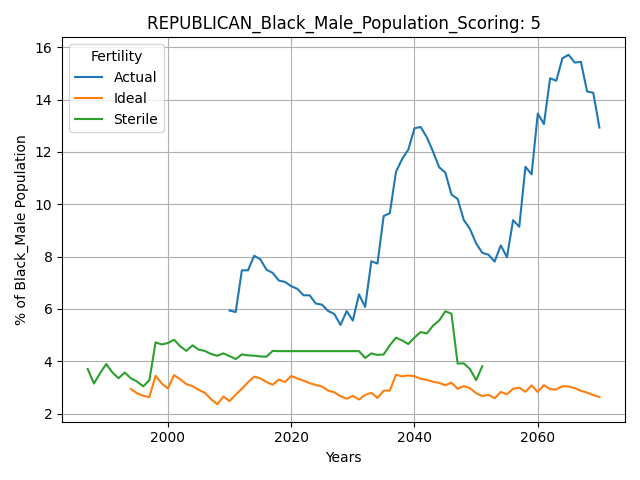 REPUBLICAN_Black_Male_Population_Scoring: 5
Fertility
Actual
Ideal
Sterile
% of Black_Male Population
16
14
12
10
8
6
4
2
2000
2020
2040
2060
Years